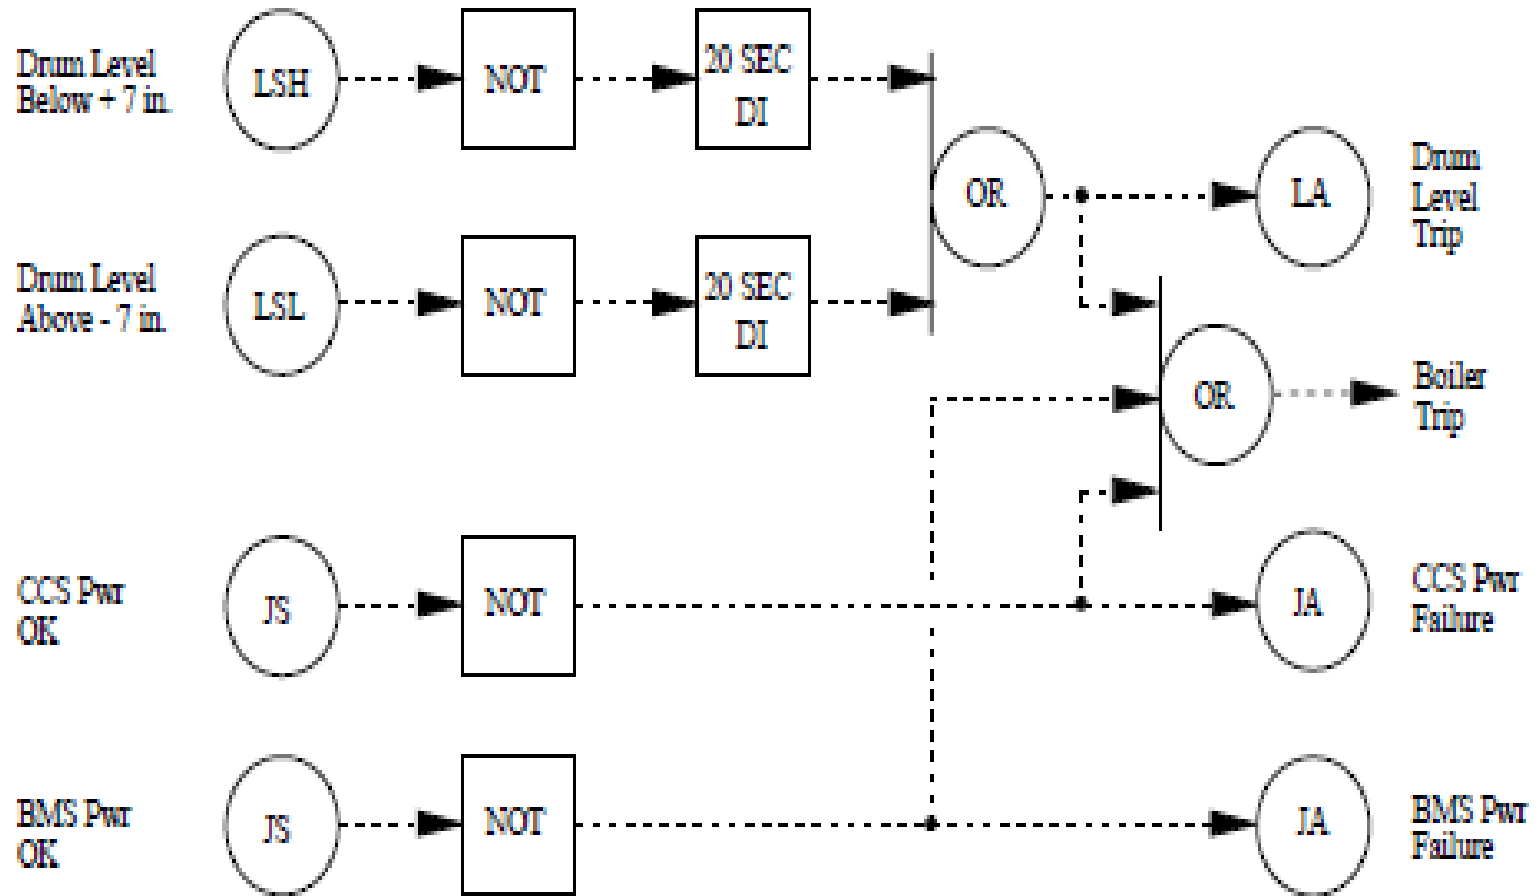 Drum Level
Below + 7 in.
LSH
NOT
20 SEC
DI
OR
LA
Drum
Level
Trip
Drum Level
Above - 7 in.
LSL
NOT
20 SEC
DI
OR
Boiler
Trip
CCS Pwr
OK
JS
NOT
JA
CCS Pwr
Failure
BMS Pwr
OK
JS
NOT
JA
BMS Pwr
Failure